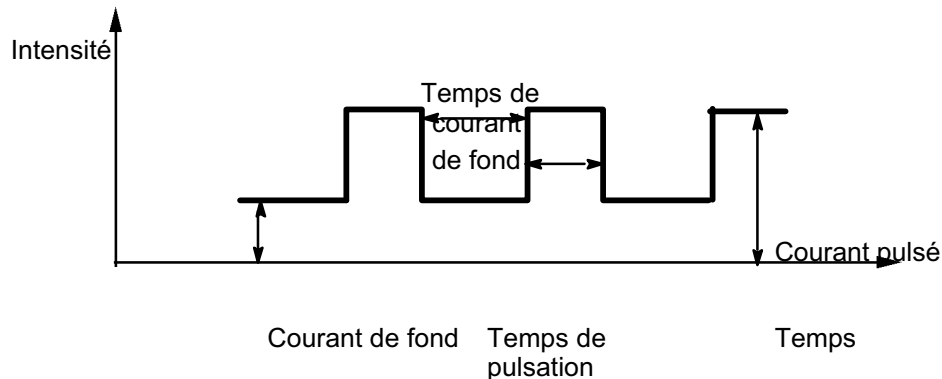 Intensité
Temps de
courant
de fond
Courant pulsé
Courant de fond
Temps de
pulsation
Temps